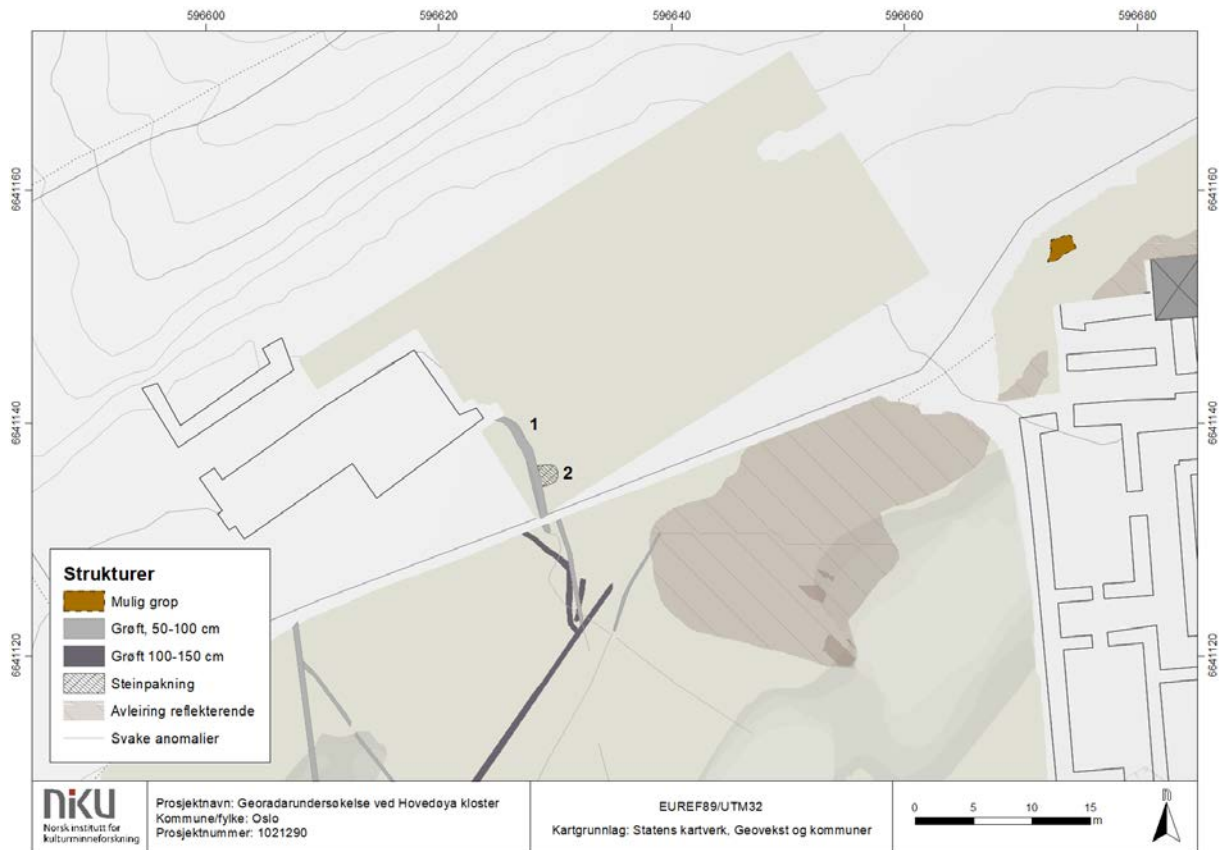 596600
596620
596640
596660
596680
6641160
6641160
6641140
6641140
6641120
6641120
1
2
Strukturer
Mulig grop
Grøft, 50-100 cm
Grøft 100-150 cm
Steinpakning
Avleiring reflekterende
Svake anomalier
niKU
Norsk institutt for
kulturminneforskning
Prosjektnavn: Georadarundersøkelse ved Hovedøya kloster
Kommune/fylke: Oslo
Prosjektnummer: 1021290
EUREF89/UTM32
Kartgrunnlag: Statens kartverk, Geovekst og kommuner
0 5 10 15
m
n